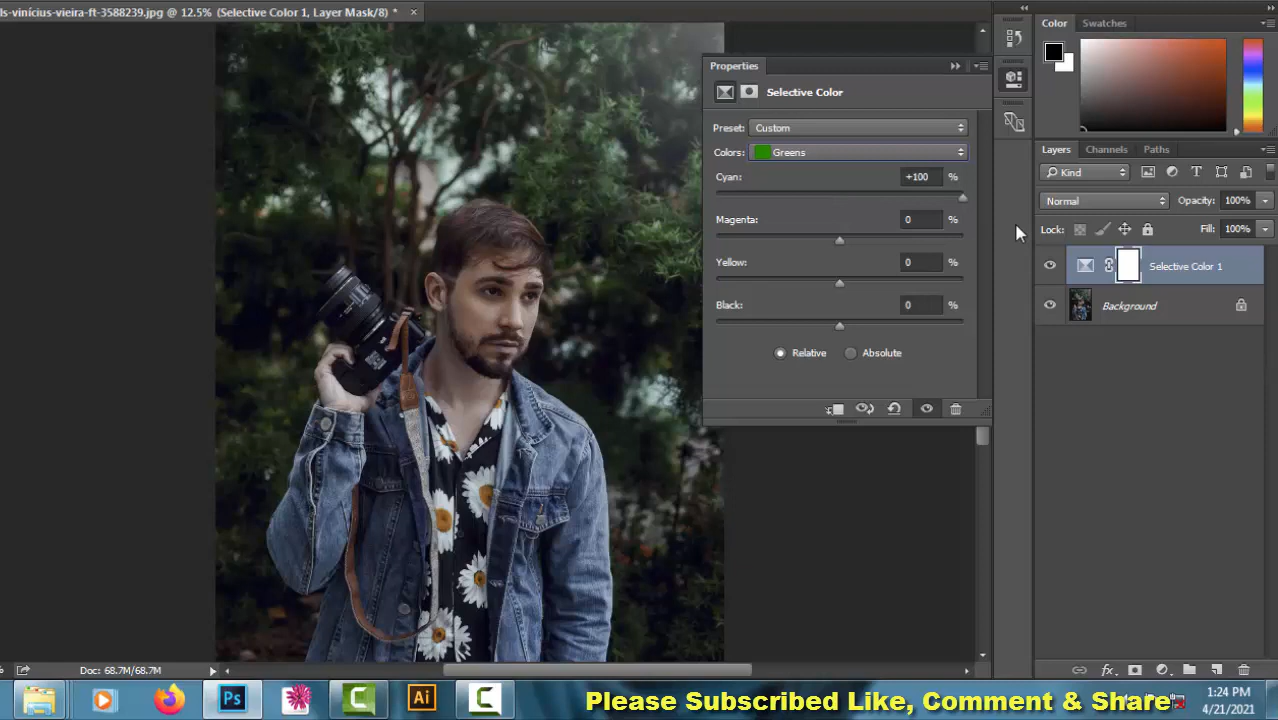 ls-vinícius-vieira-ft-3588239.jpg @ 12.5% (Selective Color 1, Layer Mask/8) *
Properties
Selective Color
Preset: Custom
Colors: Greens
Cyan: +100 %
Magenta: 0 %
Yellow: 0 %
Black: 0 %
Relative Absolute
Color Swatches
Layers Channels Paths
Kind
Normal Opacity: 100%
Lock: Fill: 100%
Selective Color 1
Background
Doc: 68.7M/68.7M
Ps
Ai
Please Subscribed Like, Comment & Share
1:24 PM
4/21/2021